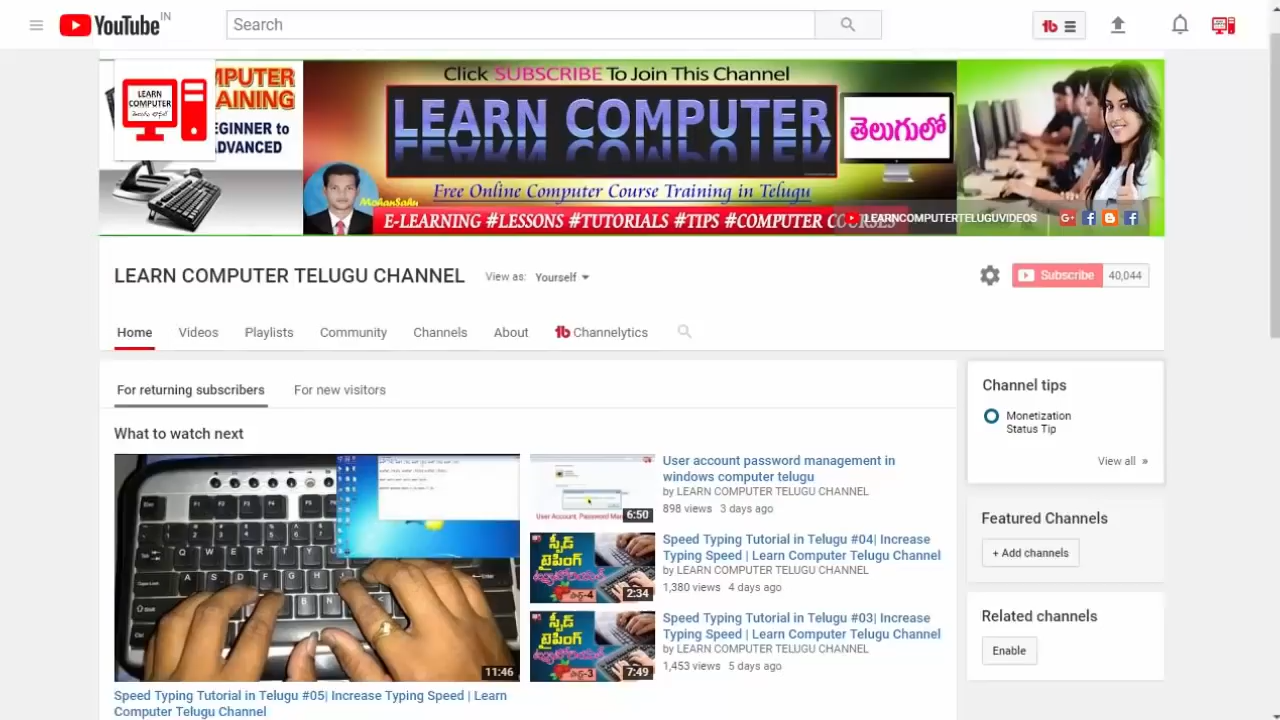 YouTube IN
Search
LEARN
COMPUTER
MPUTER
AINING
EGINNER to
DVANCED
Click SUBSCRIBE To Join This Channel
LEARN COMPUTER
తెలుగులో
Free Online Computer Course Training in Telugu
MohanSahu
E-LEARNING #LESSONS #TUTORIALS #TIPS #COMPUTER COURSES
LEARNCOMPUTERTELUGUVIDEOS
LEARN COMPUTER TELUGU CHANNEL
View as: Yourself
Subscribe 40,044
Home Videos Playlists Community Channels About Channelytics
For returning subscribers For new visitors
What to watch next
11:46
Speed Typing Tutorial in Telugu #05| Increase Typing Speed | Learn
Computer Telugu Channel
6:50
User account password management in
windows computer telugu
by LEARN COMPUTER TELUGU CHANNEL
898 views 3 days ago
స్పీడ్
టైపింగ్
2:34
Speed Typing Tutorial in Telugu #04| Increase
Typing Speed | Learn Computer Telugu Channel
by LEARN COMPUTER TELUGU CHANNEL
1,380 views 4 days ago
స్పీడ్
టైపింగ్
7:49
Speed Typing Tutorial in Telugu #03| Increase
Typing Speed | Learn Computer Telugu Channel
by LEARN COMPUTER TELUGU CHANNEL
1,453 views 5 days ago
Channel tips
Monetization
Status Tip
View all »
Featured Channels
+ Add channels
Related channels
Enable